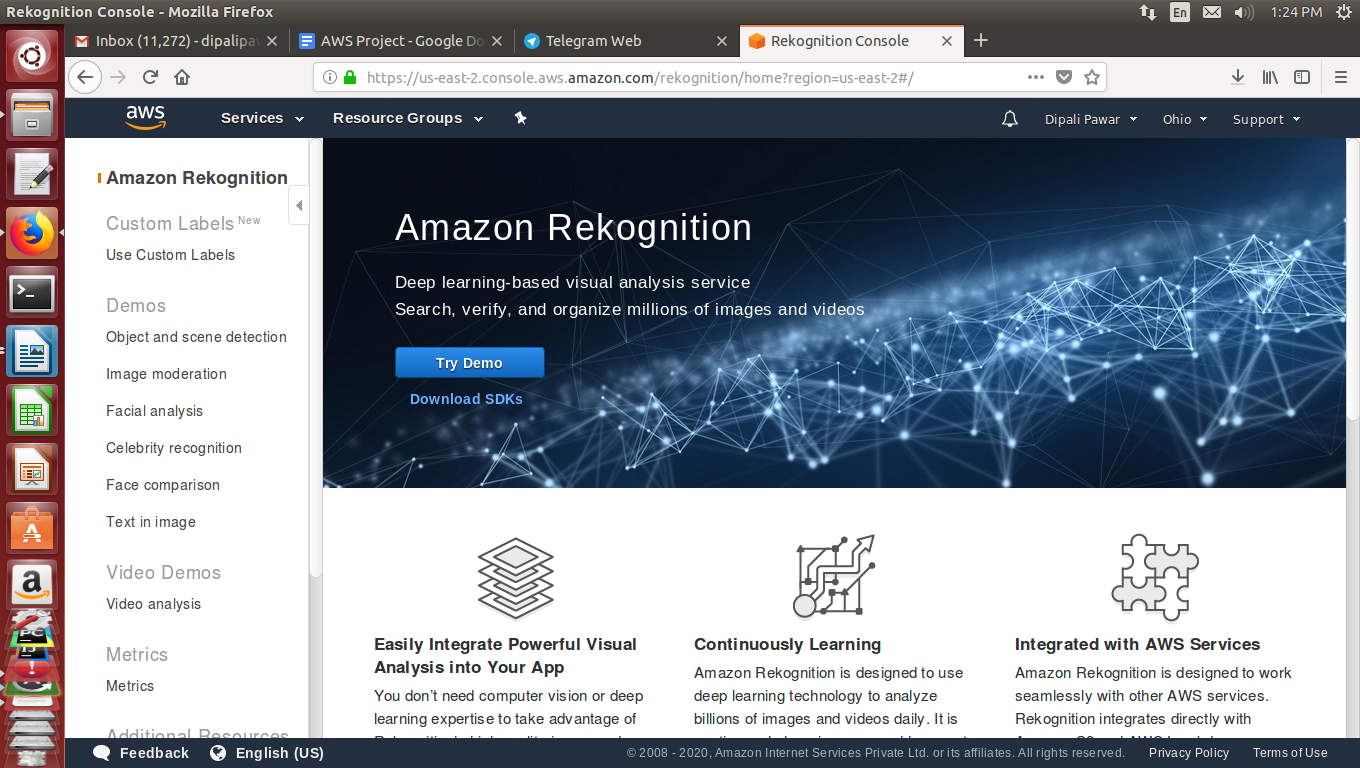 Rekognition Console - Mozilla Firefox
En
1:24 PM
Inbox (11,272) - dipalipaw
AWS Project - Google Do
Telegram Web
Rekognition Console
https://us-east-2.console.aws.amazon.com/rekognition/home?region=us-east-2#/
aws
Services
Resource Groups
Dipali Pawar
Ohio
Support
Amazon Rekognition
Custom Labels New
Use Custom Labels
Demos
Object and scene detection
Image moderation
Facial analysis
Celebrity recognition
Face comparison
Text in image
Video Demos
Video analysis
Metrics
Metrics
Additional Resources
Amazon Rekognition
Deep learning-based visual analysis service
Search, verify, and organize millions of images and videos
Try Demo
Download SDKs
Easily Integrate Powerful Visual
Analysis into Your App
You don't need computer vision or deep
learning expertise to take advantage of
Continuously Learning
Amazon Rekognition is designed to use
deep learning technology to analyze
billions of images and videos daily. It is
Integrated with AWS Services
Amazon Rekognition is designed to work
seamlessly with other AWS services.
Rekognition integrates directly with
Feedback
English (US)
© 2008 - 2020, Amazon Internet Services Private Ltd. or its affiliates. All rights reserved.
Privacy Policy
Terms of Use